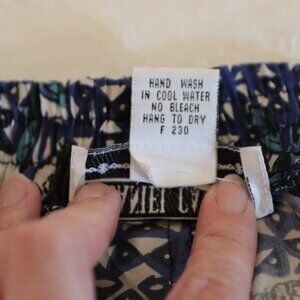 HAND WASH
IN COOL WATER
NO BLEACH
HANG TO DRY
F 230